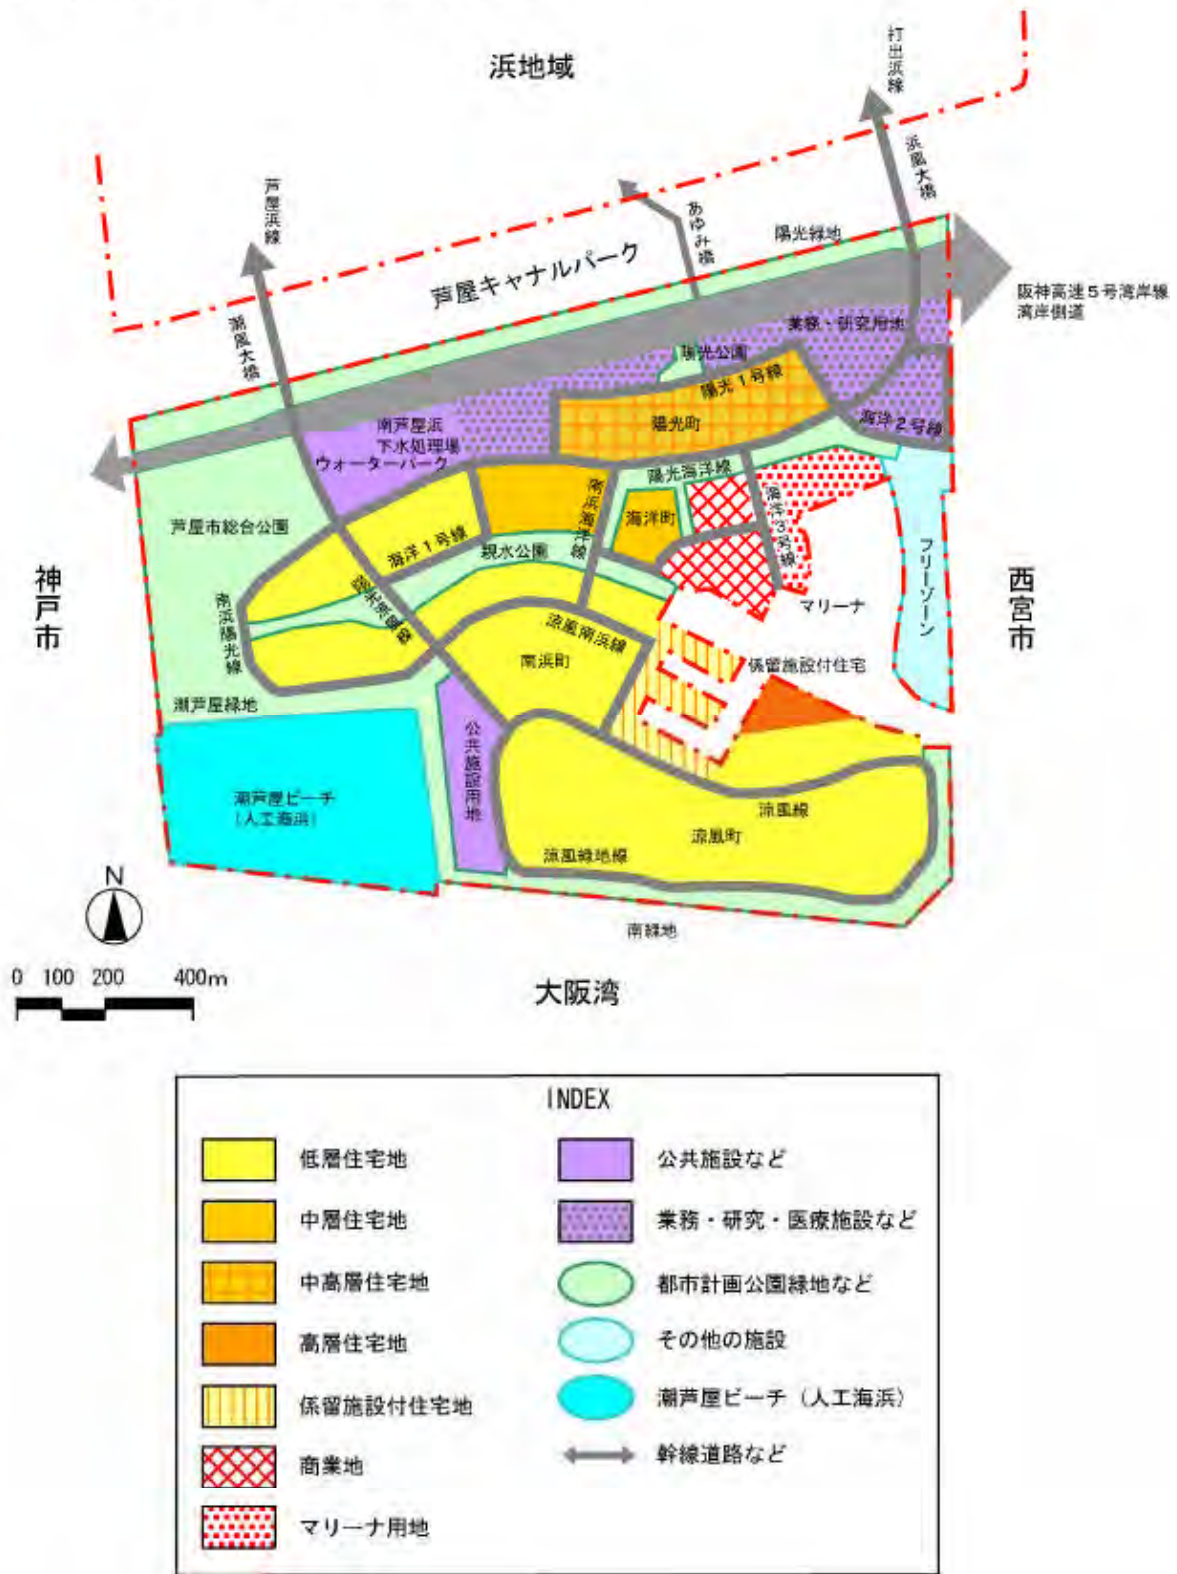 浜地域
打出浜線
浜風大橋
芦屋浜線
あゆみ橋
陽光緑地
芦屋キャナルパーク
潮風大橋
阪神高速5号湾岸線
湾岸側道
業務・研究用地
陽光公園
陽光1号線
海洋2号線
南芦屋浜
下水処理場
ウォーターパーク
陽光町
陽光海洋線
南浜海洋線
海洋町
海洋3号線
芦屋市総合公園
海洋1号線
親水公園
フリーゾーン
神戸市
西宮市
マリーナ
南浜陽光線
涼風南浜線
南浜町
係留施設付住宅
潮芦屋緑地
公共施設用地
潮芦屋ビーチ
(人工海浜)
涼風線
涼風町
涼風緑地線
南緑地
N
0 100 200 400m
大阪湾
INDEX
低層住宅地
中層住宅地
中高層住宅地
高層住宅地
係留施設付住宅地
商業地
マリーナ用地
公共施設など
業務・研究・医療施設など
都市計画公園緑地など
その他の施設
潮芦屋ビーチ（人工海浜）
幹線道路など